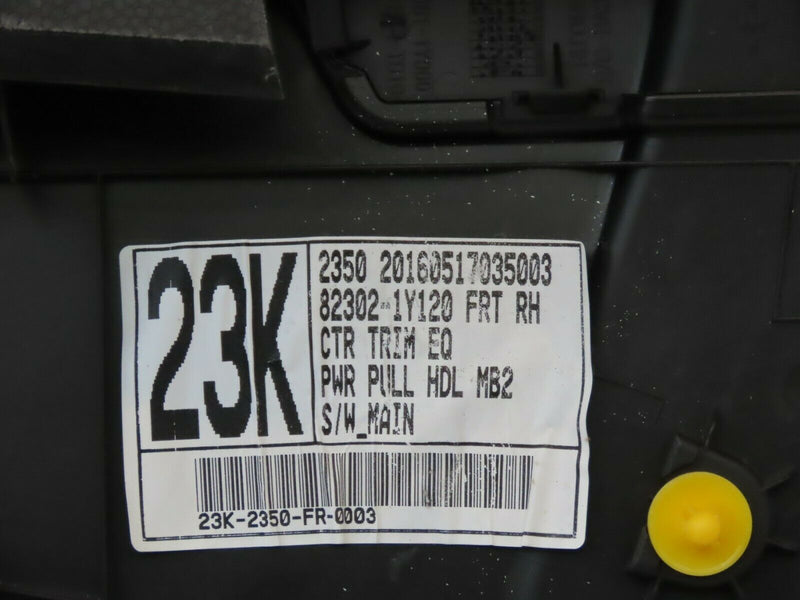 23K
2350 20160517035003
82302-1Y120 FRT RH
CTR TRIM EQ
PWR PULL HDL MB2
S/W_MAIN
23K-2350-FR-0003